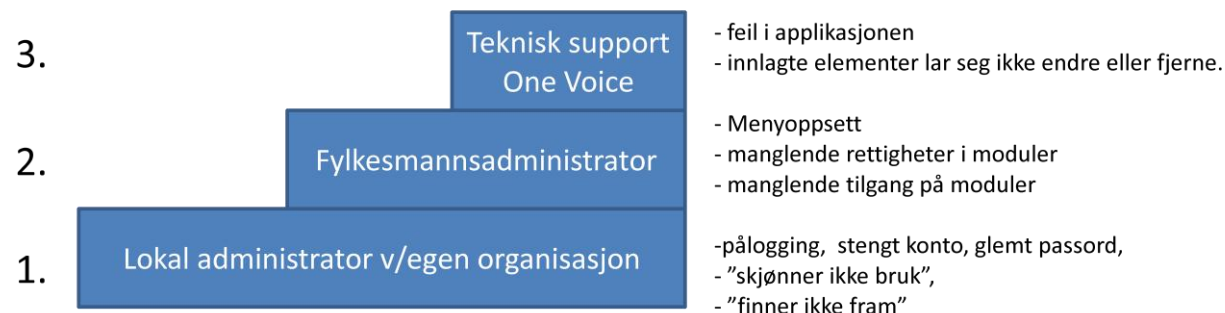 3.
Teknisk support
One Voice
- feil i applikasjonen
- innlagte elementer lar seg ikke endre eller fjerne.
2.
Fylkesmannsadministrator
- Menyoppsett
- manglende rettigheter i moduler
- manglende tilgang på moduler
1.
Lokal administrator v/egen organisasjon
-pålogging, stengt konto, glemt passord,
- ”skjønner ikke bruk”,
- ”finner ikke fram”